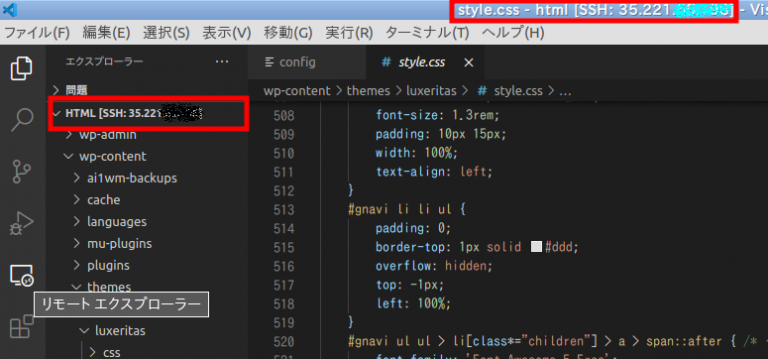 style.css - html [SSH: 35.221. ] - Vis
ファイル(F) 編集(E) 選択(S) 表示(V) 移動(G) 実行(R) ターミナル(T) ヘルプ(H)
エクスプローラー ...
問題
HTML [SSH: 35.221
wp-admin
wp-content
ai1wm-backups
cache
languages
mu-plugins
plugins
themes
リモート エクスプローラー
luxeritas
css
config
# style.css ×
wp-content > themes > luxeritas > # style.css > ...
508 font-size: 1.3rem;
509 padding: 10px 15px;
510 width: 100%;
511 text-align: left;
512 }
513 #gnavi li li ul {
514 padding: 0;
515 border-top: 1px solid #ddd;
516 overflow: hidden;
517 top: -1px;
518 left: 100%;
519 }
520 #gnavi ul ul > li[class*="children"] > a > span::after { /*
521 font-family: 'Font Awesome 5 Free';